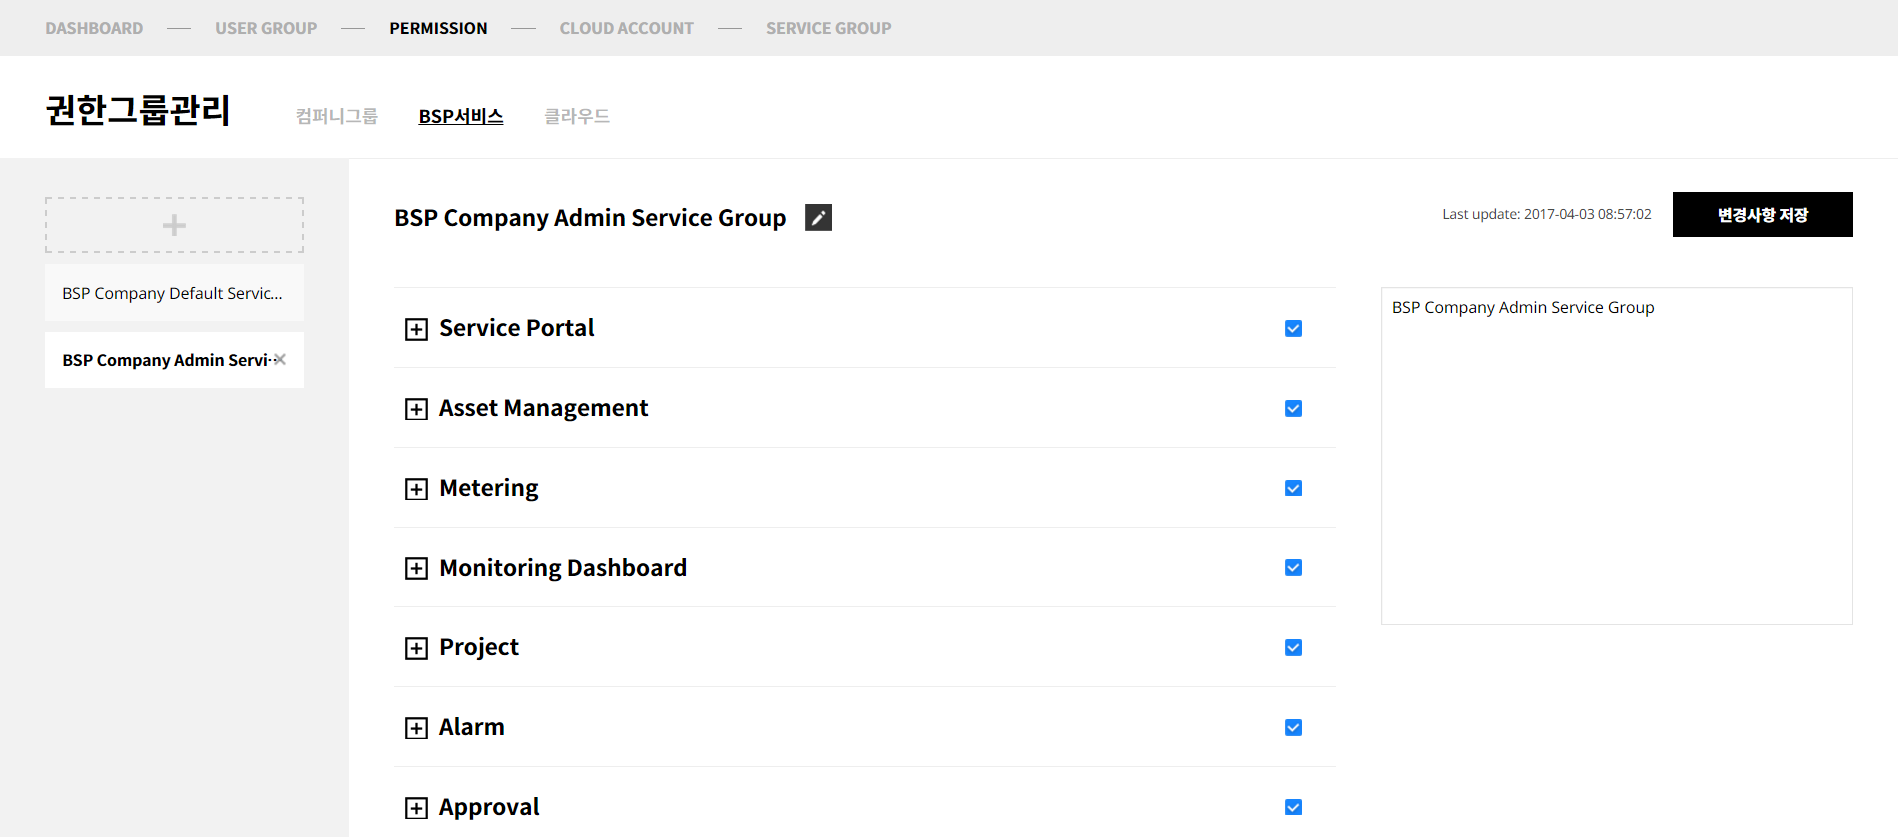 DASHBOARD USER GROUP PERMISSION CLOUD ACCOUNT SERVICE GROUP
권한그룹관리 컴퍼니그룹 BSP서비스 클라우드
BSP Company Default Servic...
BSP Company Admin Servi...
BSP Company Admin Service Group
Last update: 2017-04-03 08:57:02
변경사항 저장
Service Portal
Asset Management
Metering
Monitoring Dashboard
Project
Alarm
Approval
BSP Company Admin Service Group